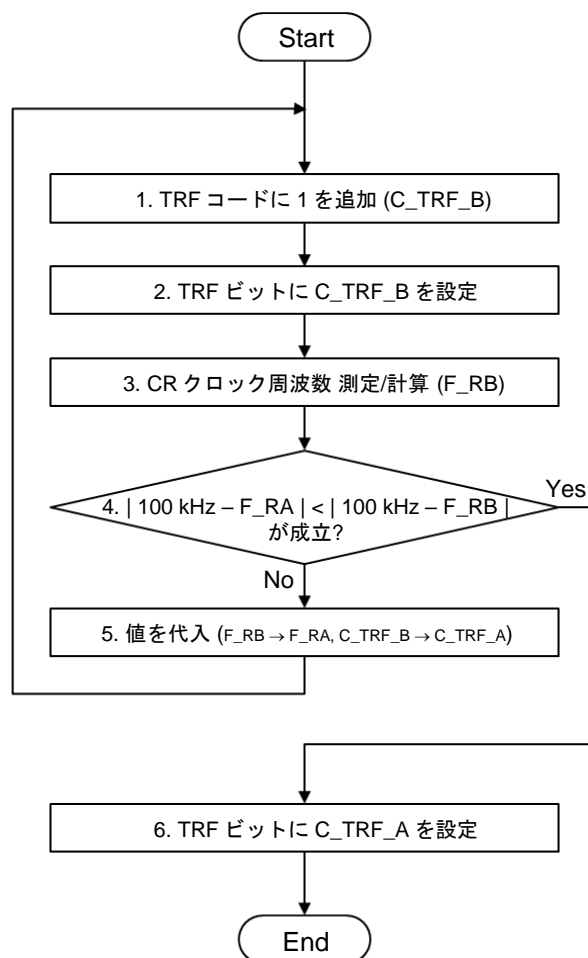 Start
1. TRF コードに 1 を追加 (C_TRF_B)
2. TRF ビットに C_TRF_B を設定
3. CR クロック周波数 測定/計算 (F_RB)
4. | 100 kHz – F_RA | < | 100 kHz – F_RB |
が成立?
Yes
No
5. 値を代入 (F_RB → F_RA, C_TRF_B → C_TRF_A)
6. TRF ビットに C_TRF_A を設定
End